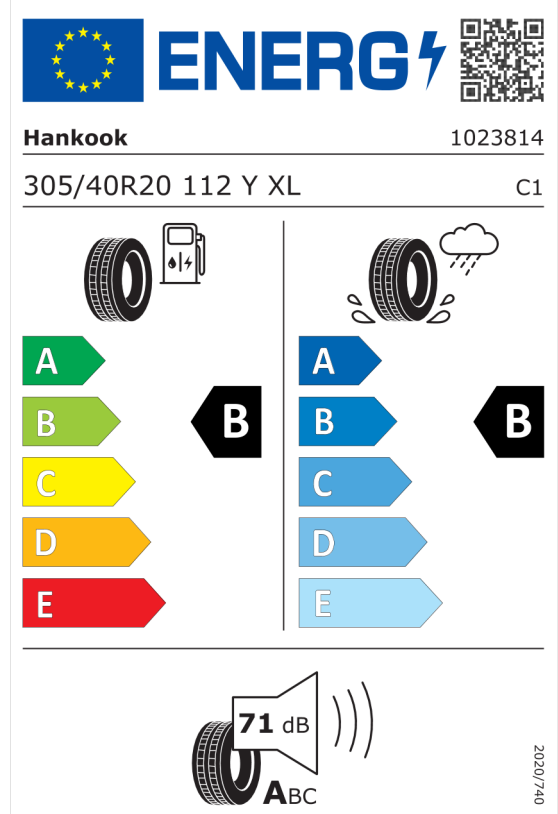 ENERG
Hankook 1023814
305/40R20 112 Y XL C1
A
B
C
D
E
B
A
B
C
D
E
B
71 dB
ABC
2020/740